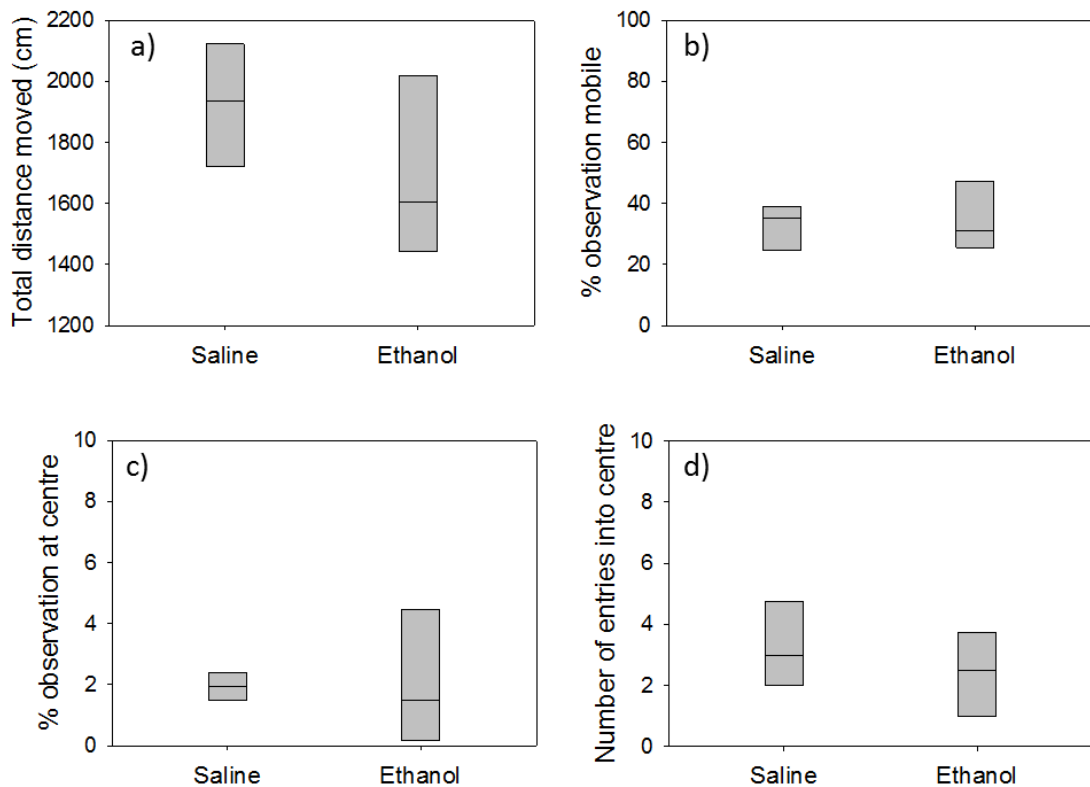 a)
Total distance moved (cm)
2200
2000
1800
1600
1400
1200
Saline Ethanol
b)
% observation mobile
100
80
60
40
20
0
Saline Ethanol
c)
% observation at centre
10
8
6
4
2
0
Saline Ethanol
d)
Number of entries into centre
10
8
6
4
2
0
Saline Ethanol